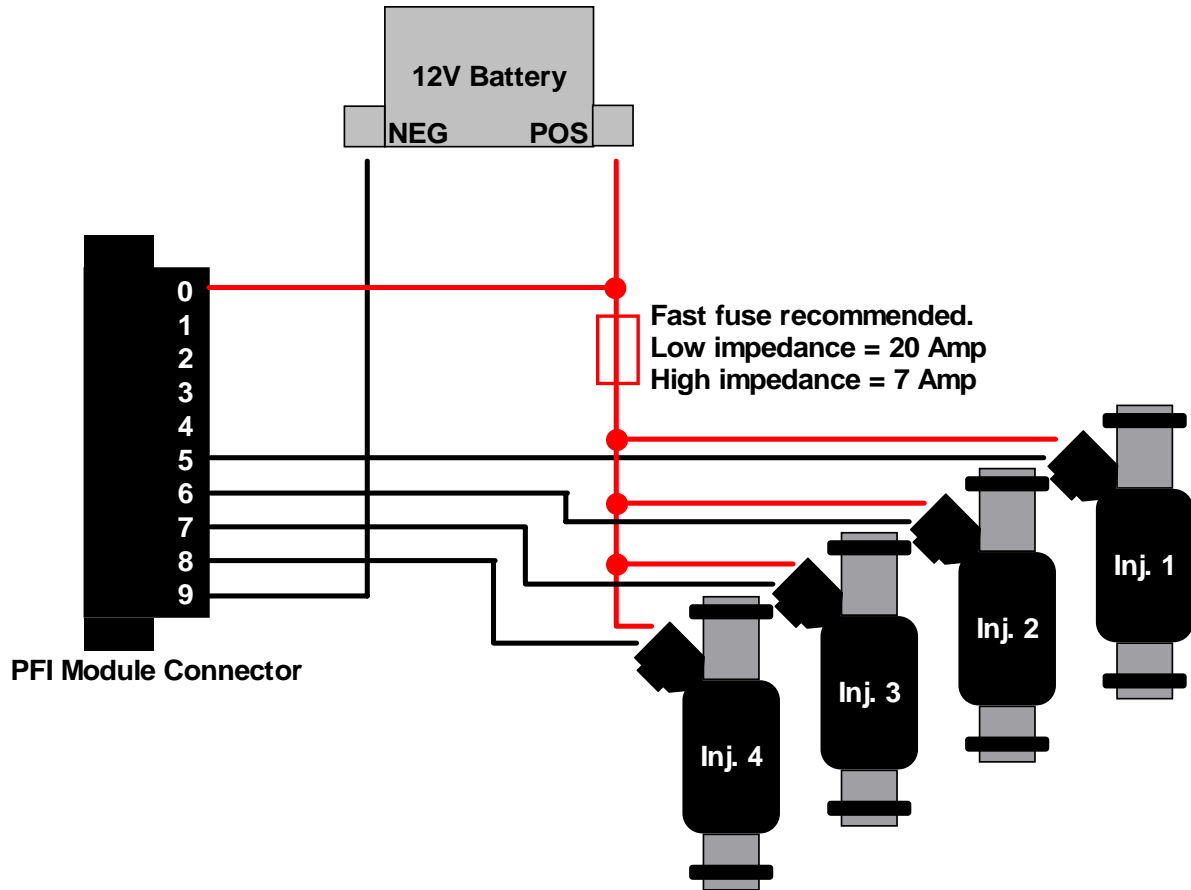 12V Battery
NEG POS
0
1
2
3
4
5
6
7
8
9
PFI Module Connector
Fast fuse recommended.
Low impedance = 20 Amp
High impedance = 7 Amp
Inj. 1
Inj. 2
Inj. 3
Inj. 4